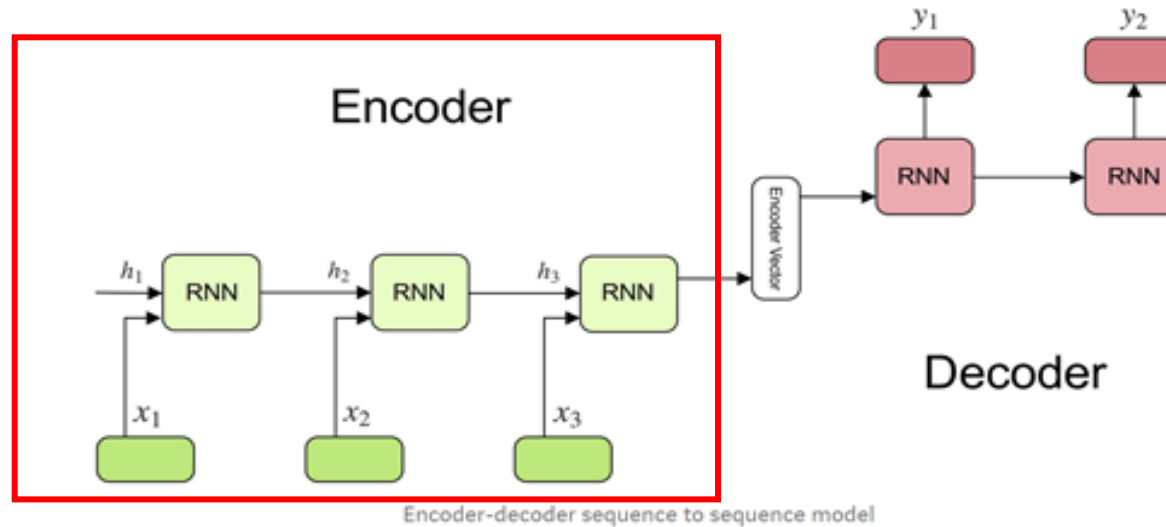 y₁ y₂
Encoder
RNN RNN
Encoder Vector
h₁ RNN h₂ RNN h₃ RNN
Decoder
x₁ x₂ x₃
Encoder-decoder sequence to sequence model